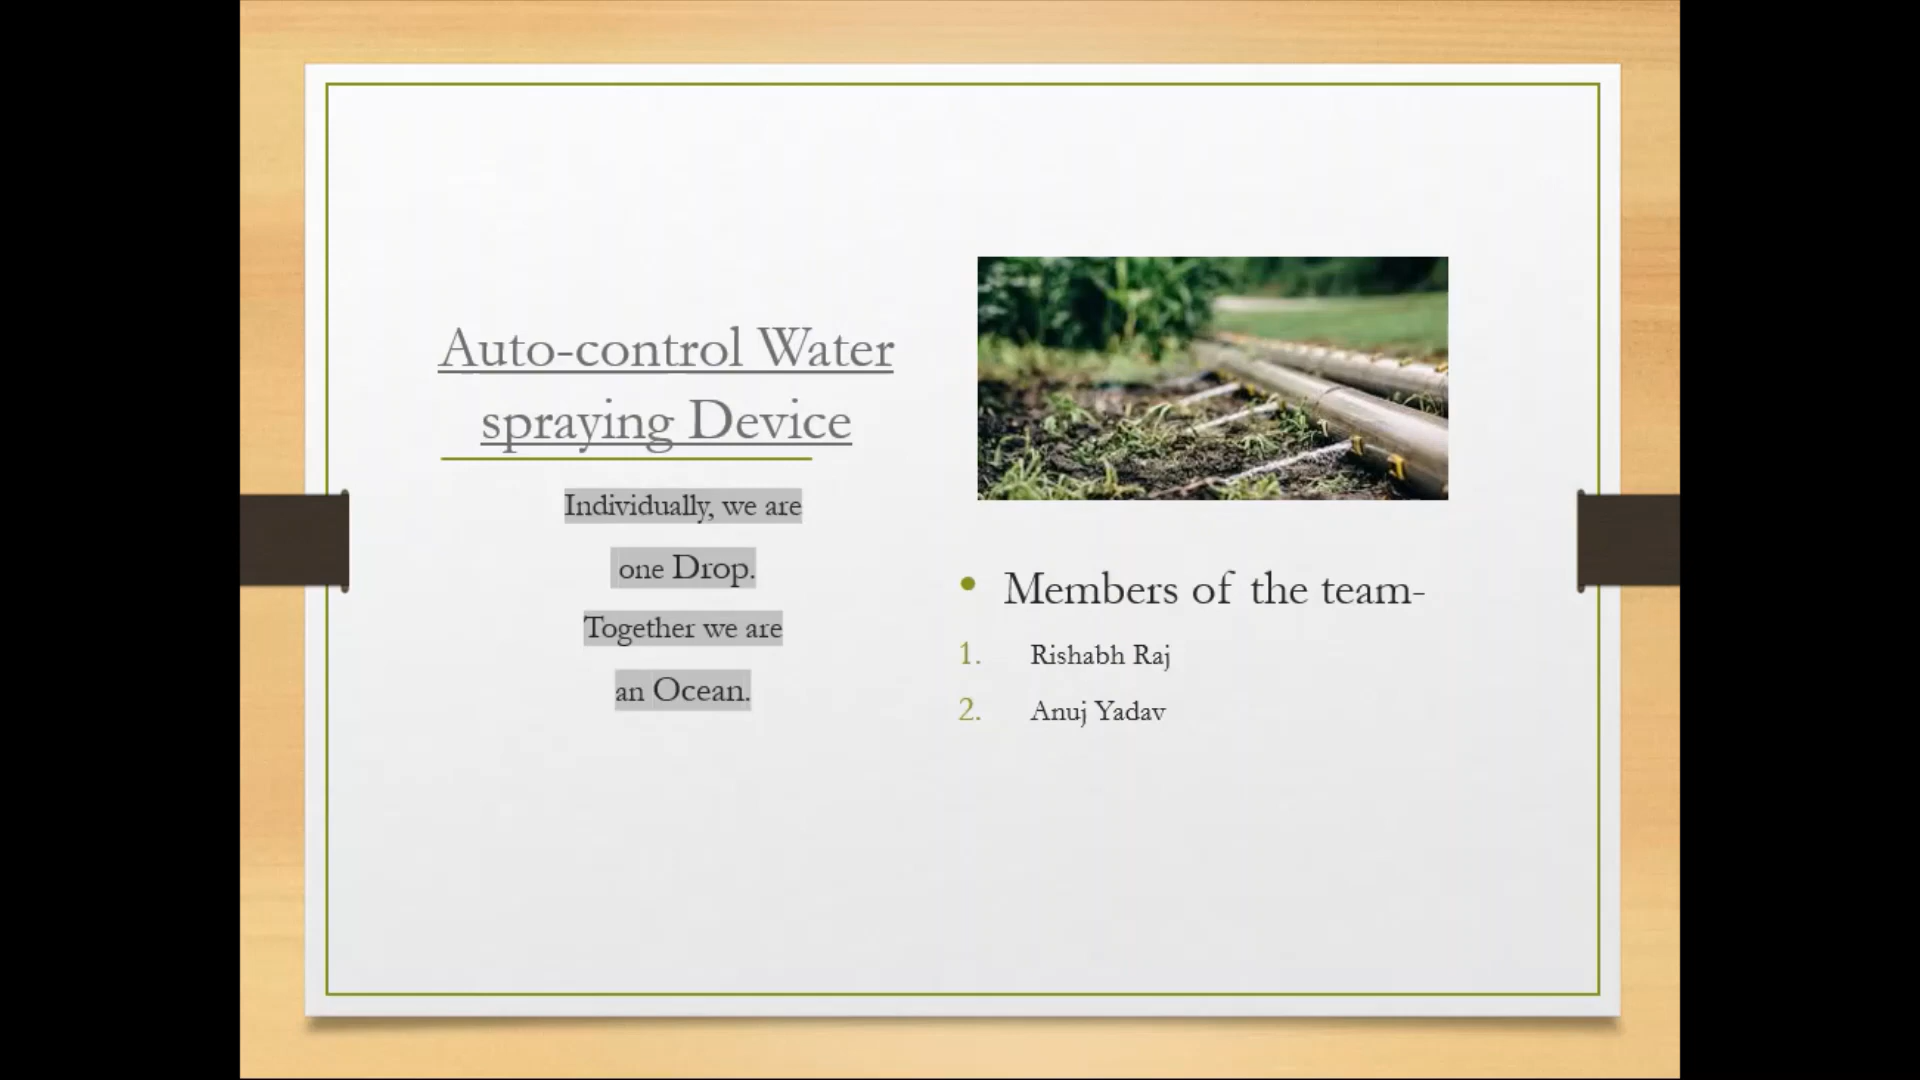 Auto-control Water
spraying Device
Individually, we are
one Drop.
Together we are
an Ocean.
• Members of the team-
1. Rishabh Raj
2. Anuj Yadav